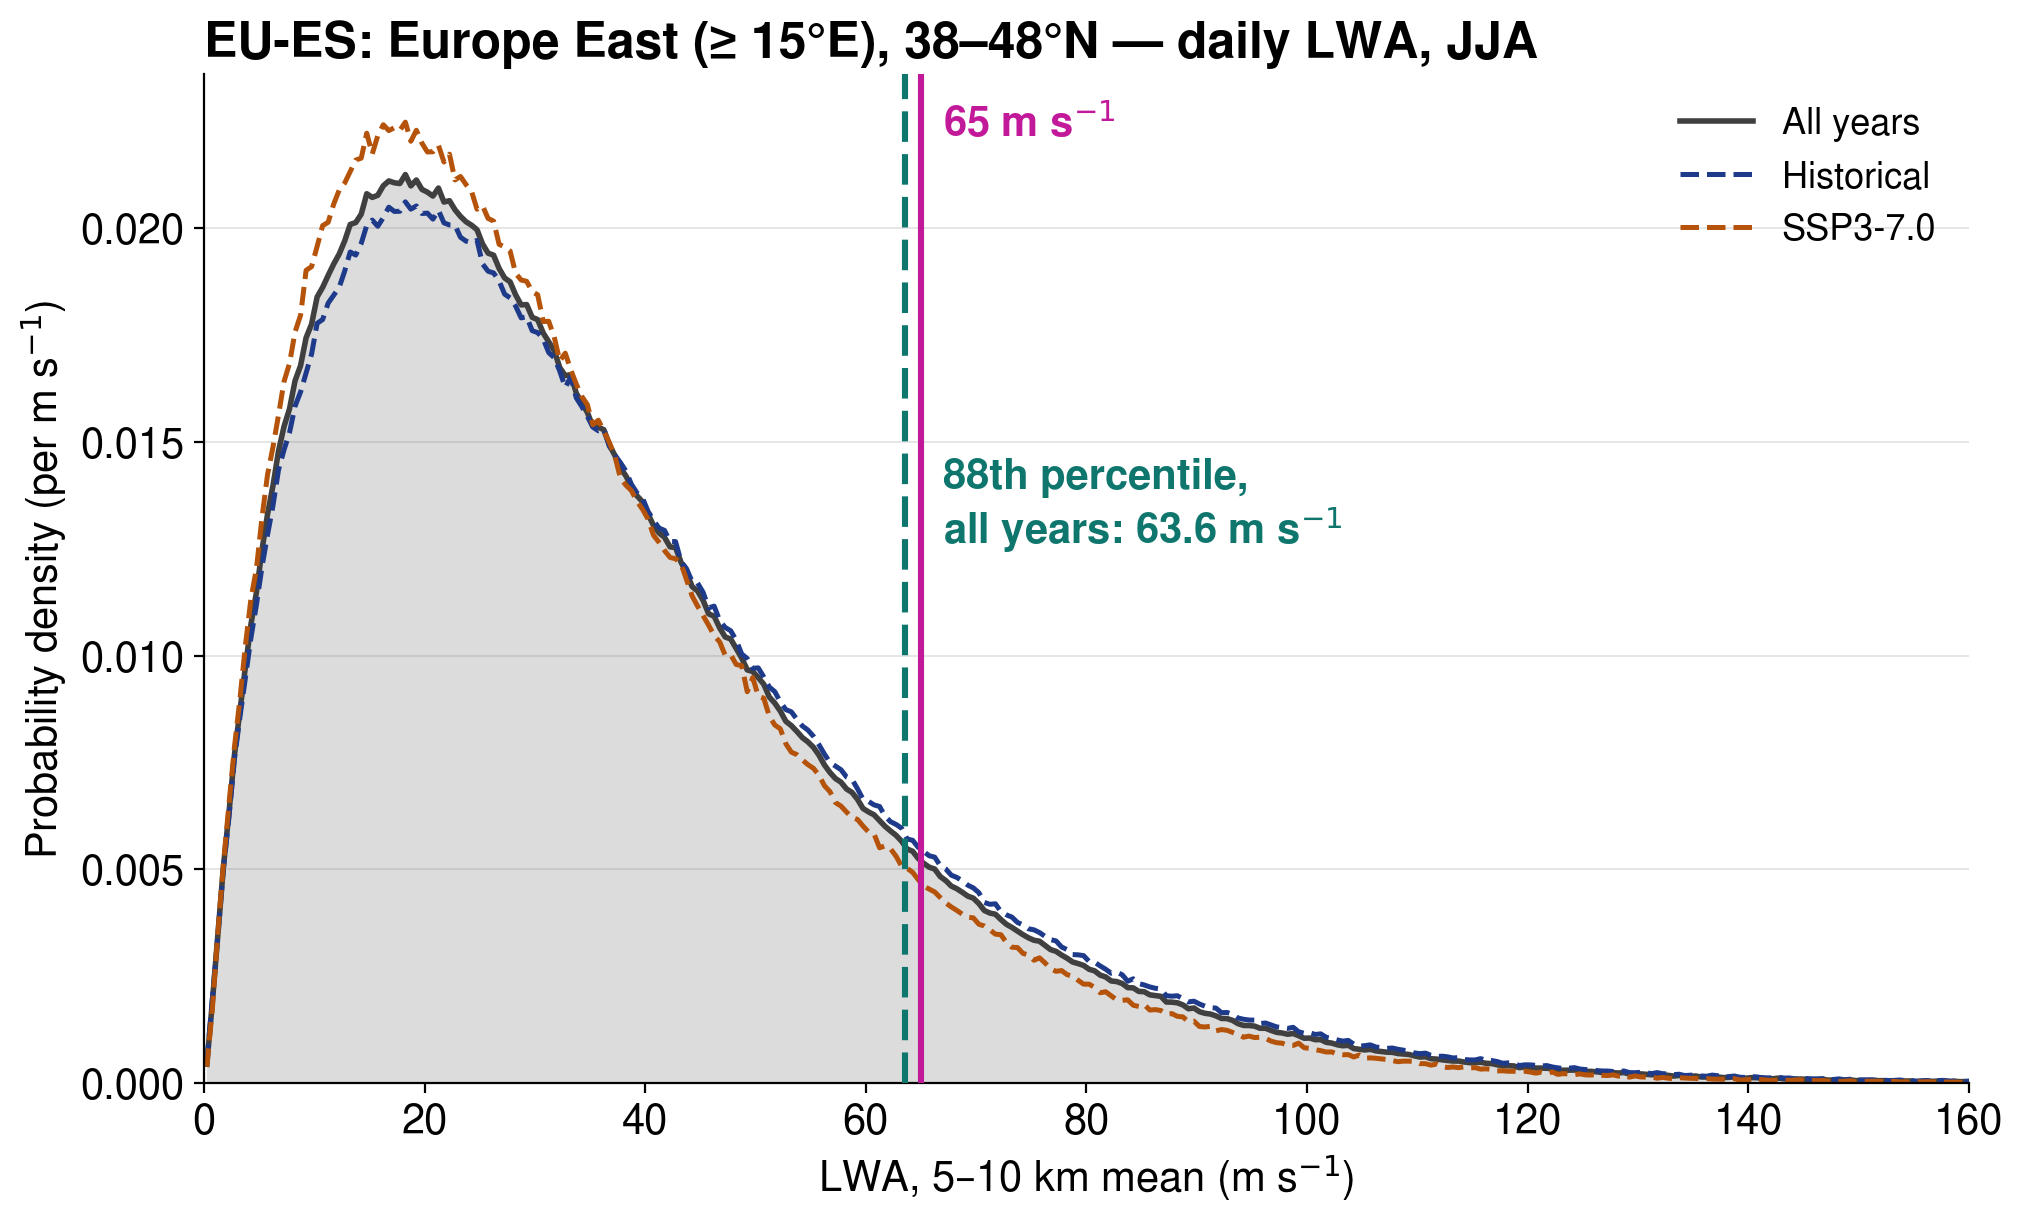 EU-ES: Europe East (≥ 15°E), 38–48°N — daily LWA, JJA
65 m s⁻¹
All years
Historical
SSP3-7.0
88th percentile,
all years: 63.6 m s⁻¹
Probability density (per m s⁻¹)
0.020
0.015
0.010
0.005
0.000
0 20 40 60 80 100 120 140 160
LWA, 5–10 km mean (m s⁻¹)